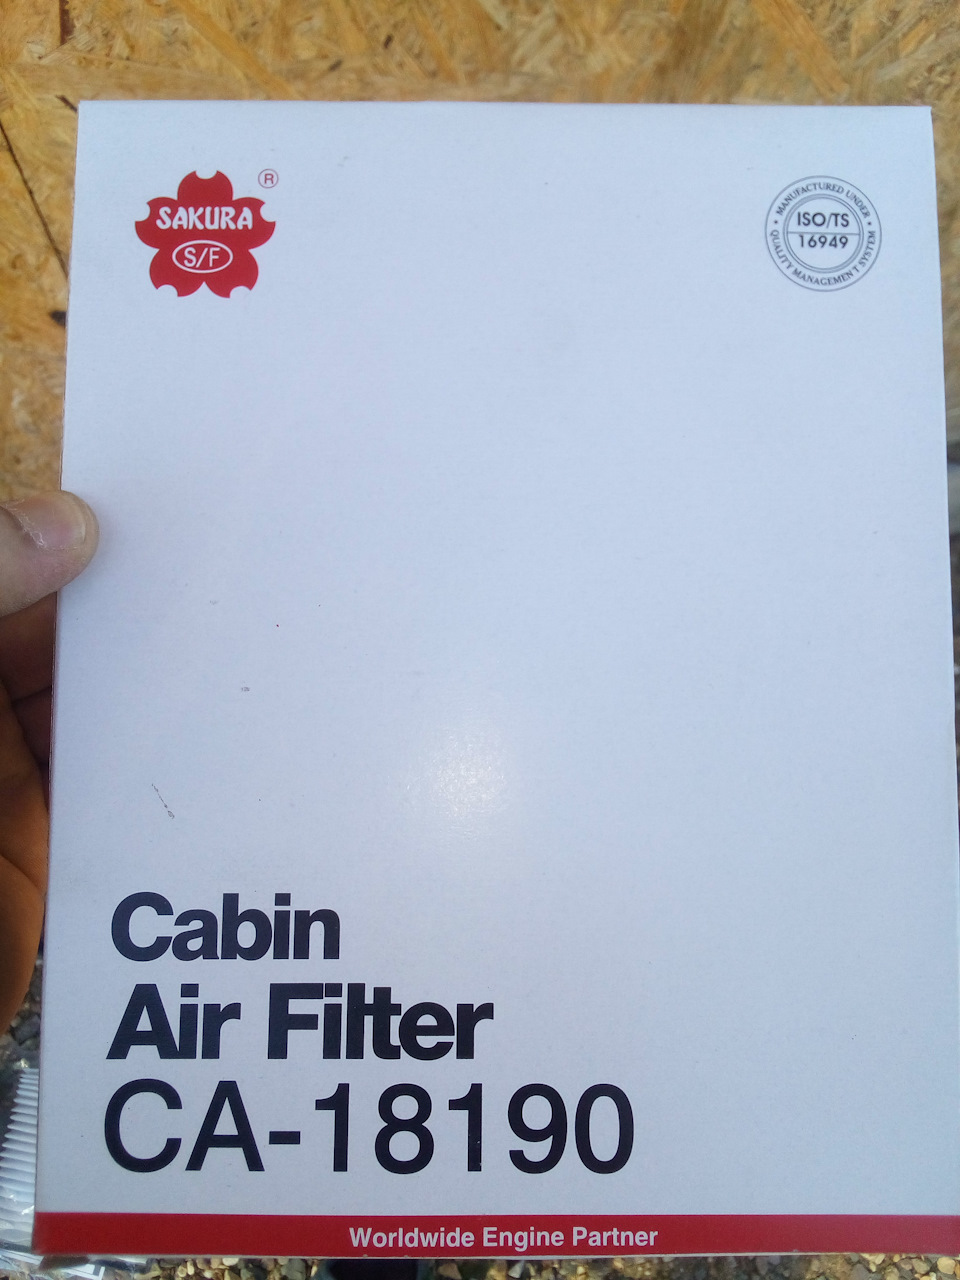 SAKURA
S/F
®
MANUFACTURED UNDER
ISO/TS
16949
QUALITY MANAGEMENT SYSTEM
Cabin
Air Filter
CA-18190
Worldwide Engine Partner